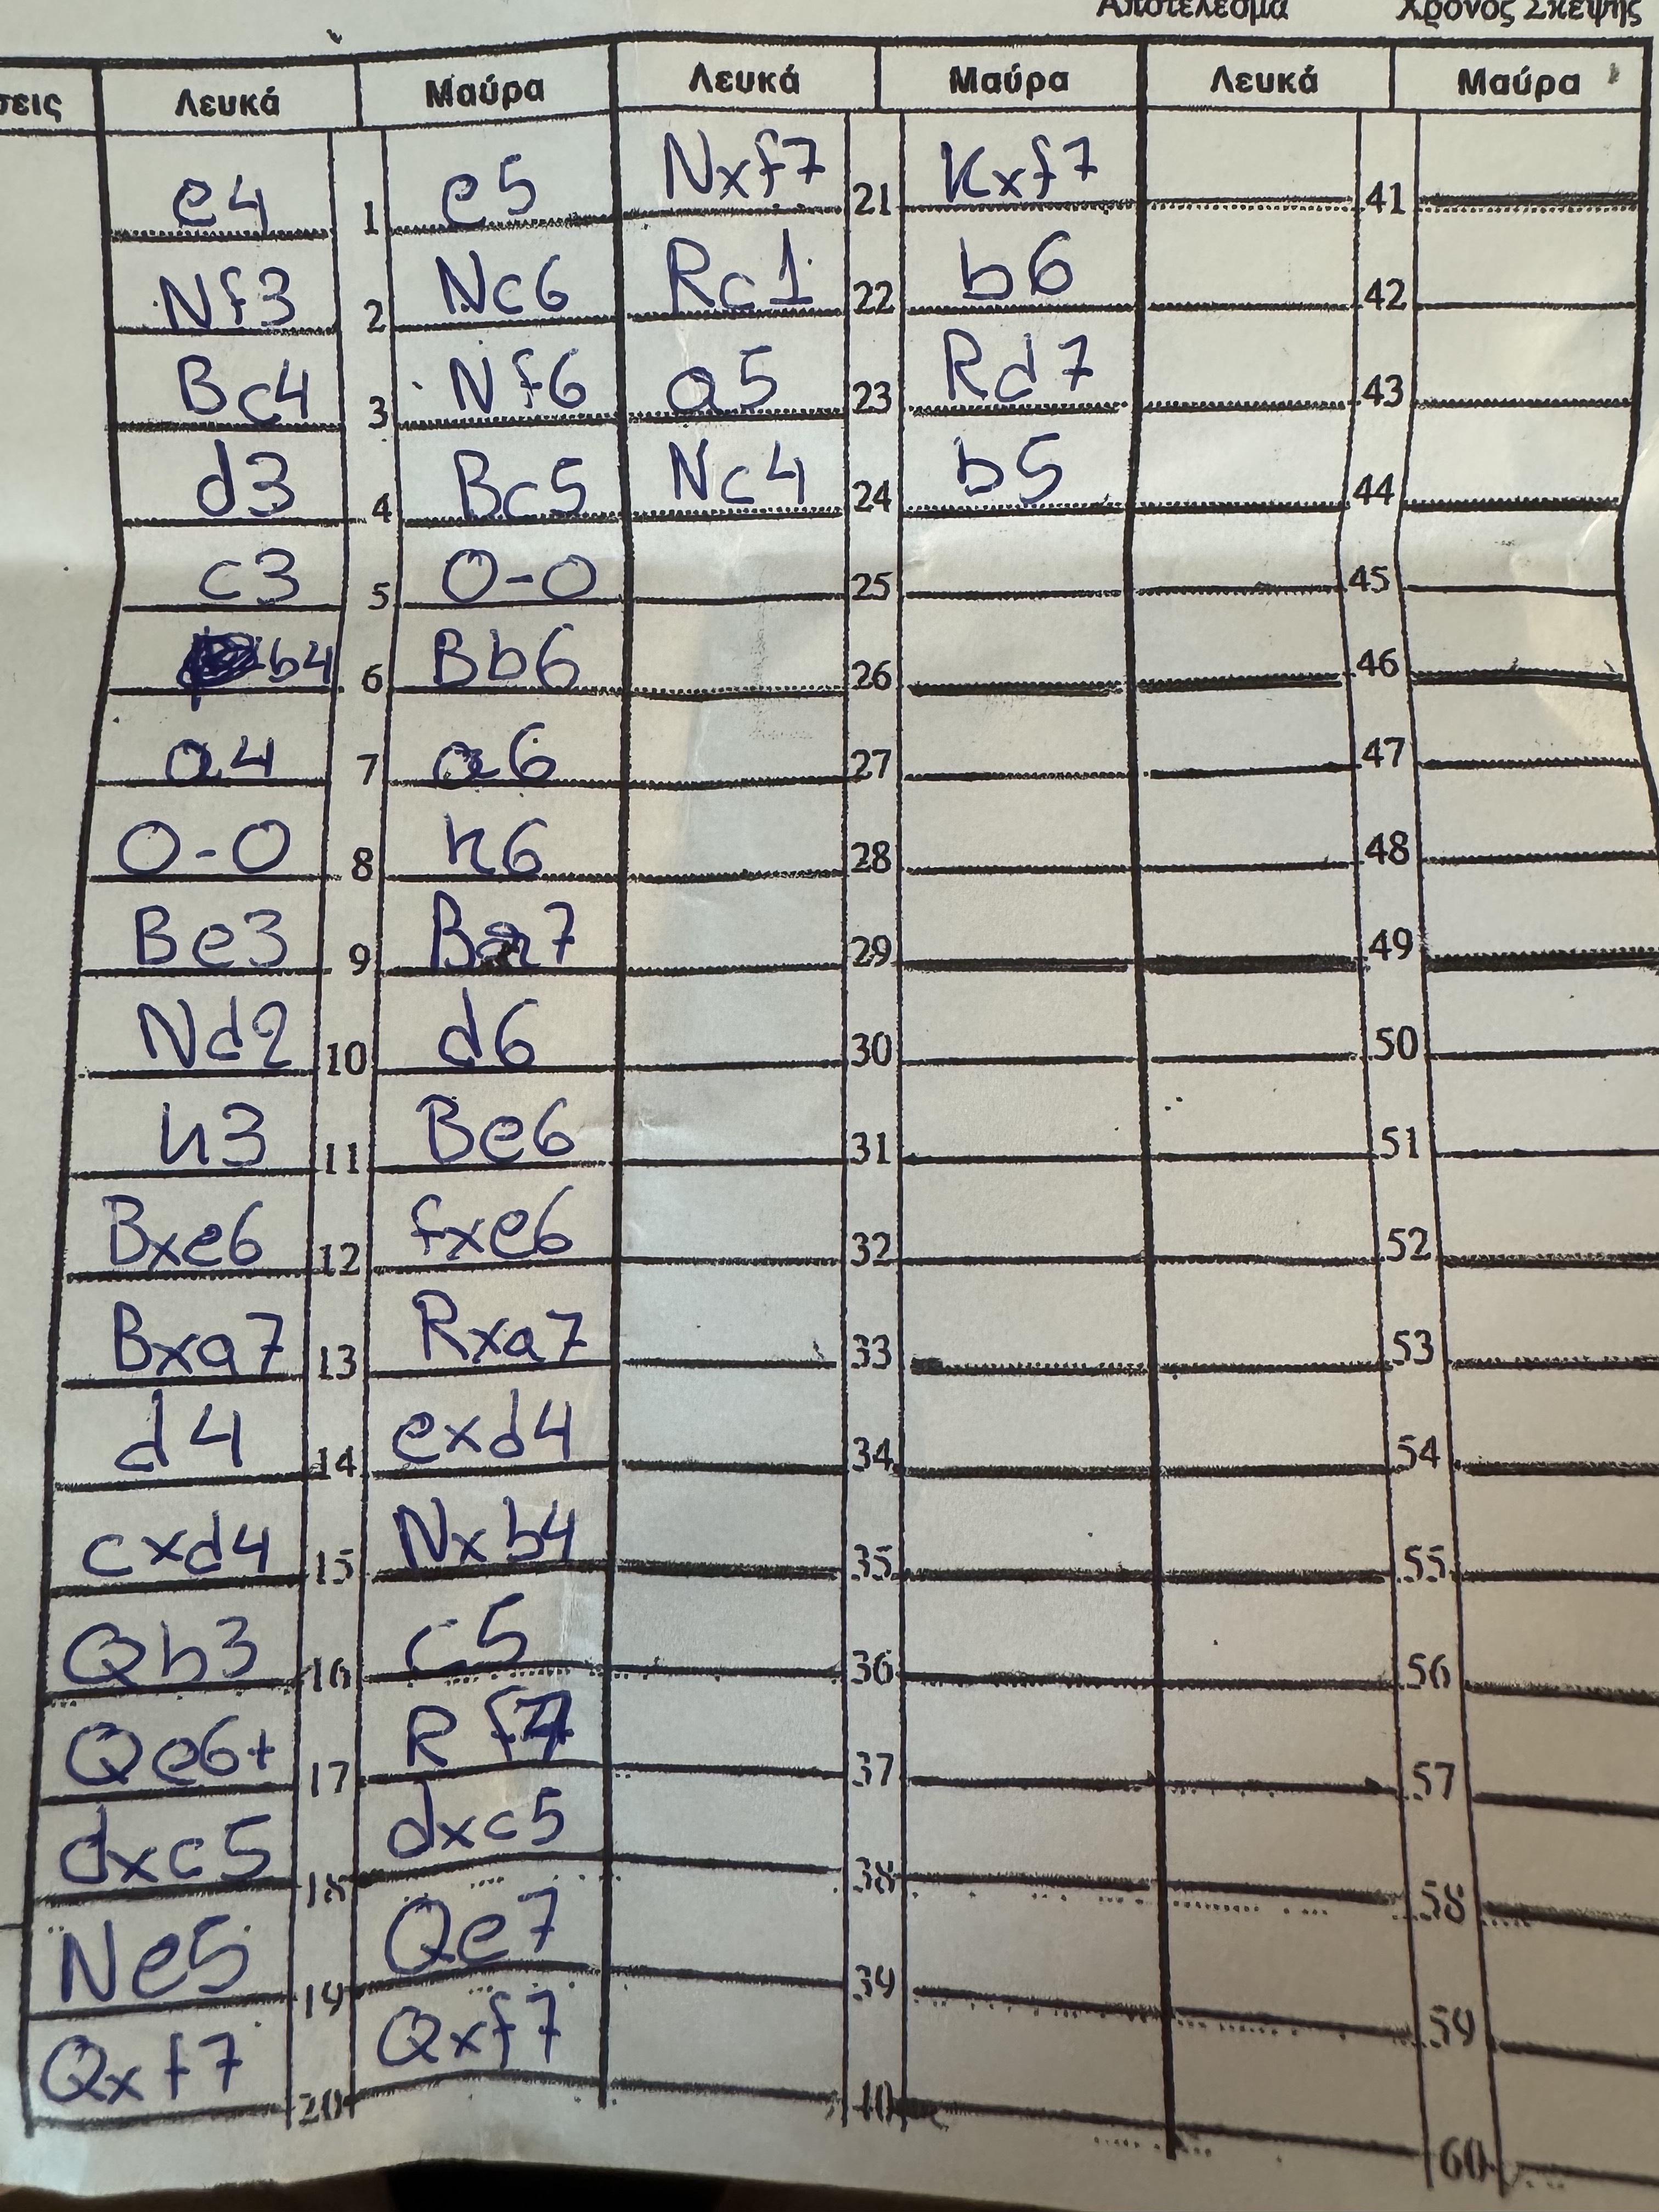 Αποτέλεσμα Χρόνος Σκέψης
Λευκά Μαύρα Λευκά Μαύρα Λευκά Μαύρα
e4 1 e5 Nxf7 21 Kxf7 41
Nf3 2 Nc6 Rc1 22 b6 42
Bc4 3 Nf6 a5 23 Rd7 43
d3 4 Bc5 Nc4 24 b5 44
c3 5 O-O 25 45
b4 6 Bb6 26 46
a4 7 a6 27 47
O-O 8 h6 28 48
Be3 9 Ba7 29 49
Nd2 10 d6 30 50
h3 11 Be6 31 51
Bxe6 12 fxe6 32 52
Bxa7 13 Rxa7 33 53
d4 14 exd4 34 54
cxd4 15 Nxb4 35 55
Qb3 16 c5 36 56
Qe6+ 17 Rf7 37 57
dxc5 18 dxc5 38 58
Ne5 19 Qe7 39 59
Qxf7 20 Qxf7 40 60